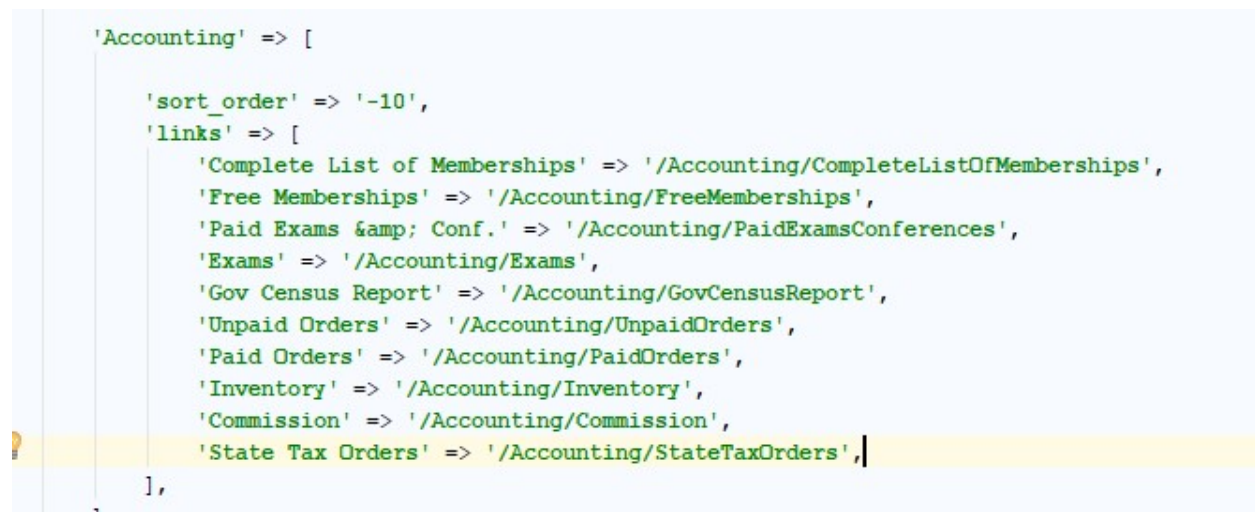 'Accounting' => [
'sort_order' => '-10',
'links' => [
'Complete List of Memberships' => '/Accounting/CompleteListOfMemberships',
'Free Memberships' => '/Accounting/FreeMemberships',
'Paid Exams &amp; Conf.' => '/Accounting/PaidExamsConferences',
'Exams' => '/Accounting/Exams',
'Gov Census Report' => '/Accounting/GovCensusReport',
'Unpaid Orders' => '/Accounting/UnpaidOrders',
'Paid Orders' => '/Accounting/PaidOrders',
'Inventory' => '/Accounting/Inventory',
'Commission' => '/Accounting/Commission',
'State Tax Orders' => '/Accounting/StateTaxOrders',
],